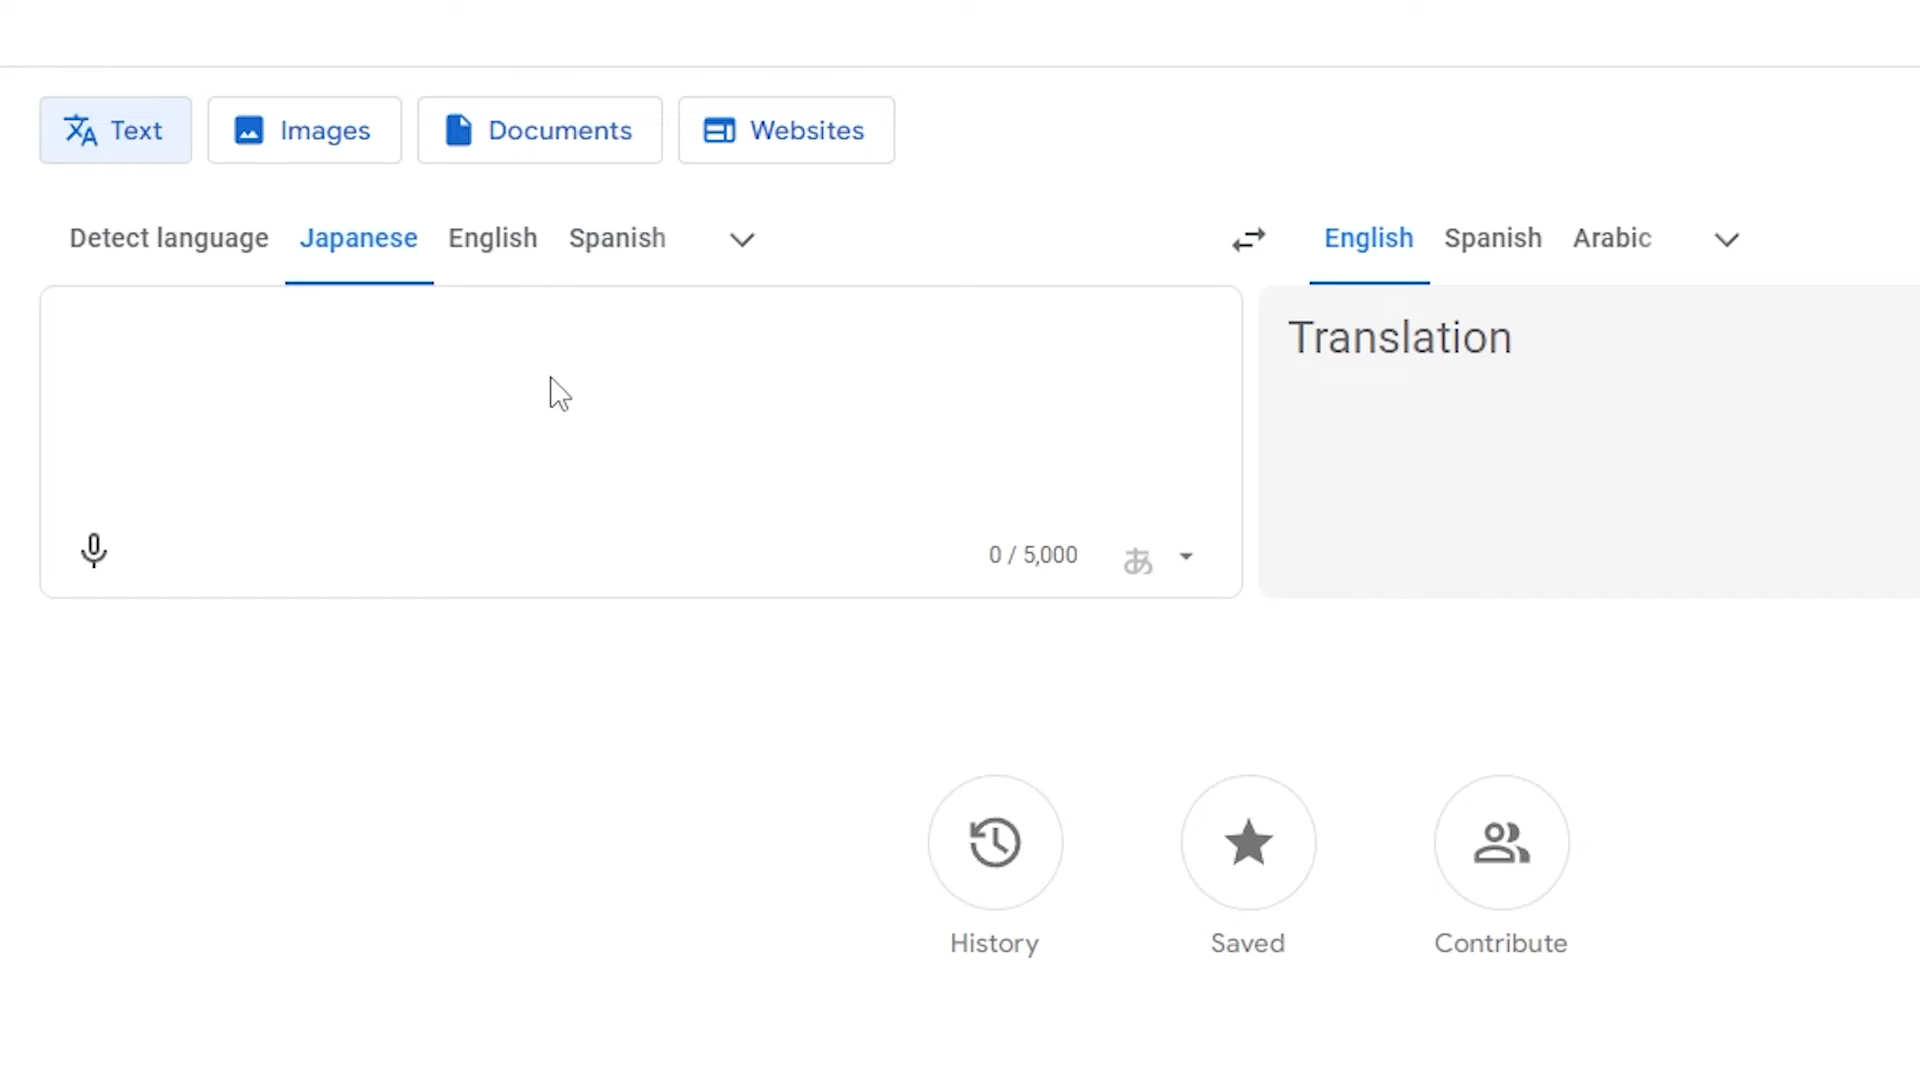 Text Images Documents Websites
Detect language Japanese English Spanish English Spanish Arabic
Translation
0 / 5,000 あ
History Saved Contribute